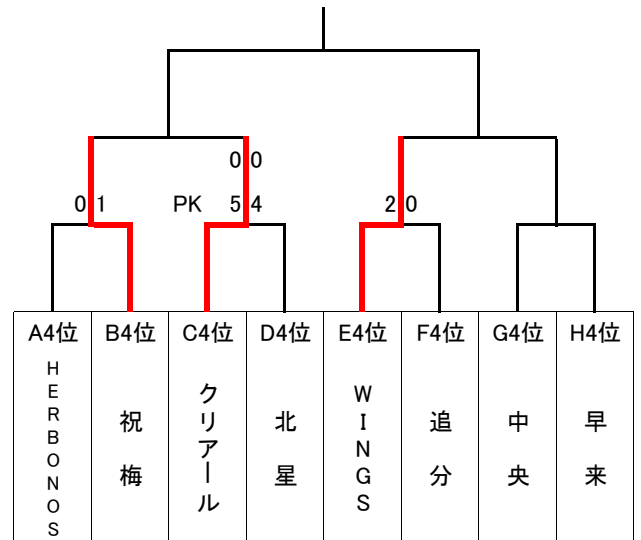 0 0
0 1 PK 5 4 2 0
A4位 B4位 C4位 D4位 E4位 F4位 G4位 H4位
HERBONOS
祝梅
クリアール
北星
WINGS
追分
中央
早来